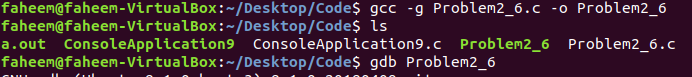 faheem@faheem-VirtualBox:~/Desktop/Code$ gcc -g Problem2_6.c -o Problem2_6
faheem@faheem-VirtualBox:~/Desktop/Code$ ls
a.out  ConsoleApplication9  ConsoleApplication9.c  Problem2_6  Problem2_6.c
faheem@faheem-VirtualBox:~/Desktop/Code$ gdb Problem2_6